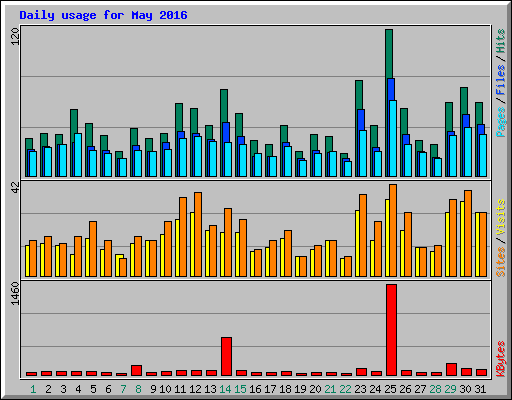 Daily usage for May 2016
120
Pages / Files / Hits
42
Sites / Visits
1460
KBytes
1 2 3 4 5 6 7 8 9 10 11 12 13 14 15 16 17 18 19 20 21 22 23 24 25 26 27 28 29 30 31